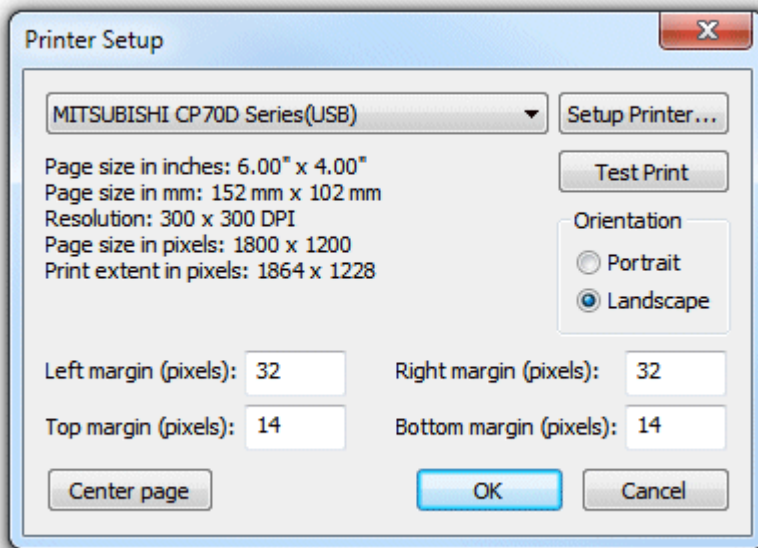 Printer Setup
MITSUBISHI CP70D Series(USB)
Setup Printer...
Page size in inches: 6.00" x 4.00"
Page size in mm: 152 mm x 102 mm
Resolution: 300 x 300 DPI
Page size in pixels: 1800 x 1200
Print extent in pixels: 1864 x 1228
Test Print
Orientation
Portrait
Landscape
Left margin (pixels): 32
Right margin (pixels): 32
Top margin (pixels): 14
Bottom margin (pixels): 14
Center page
OK
Cancel